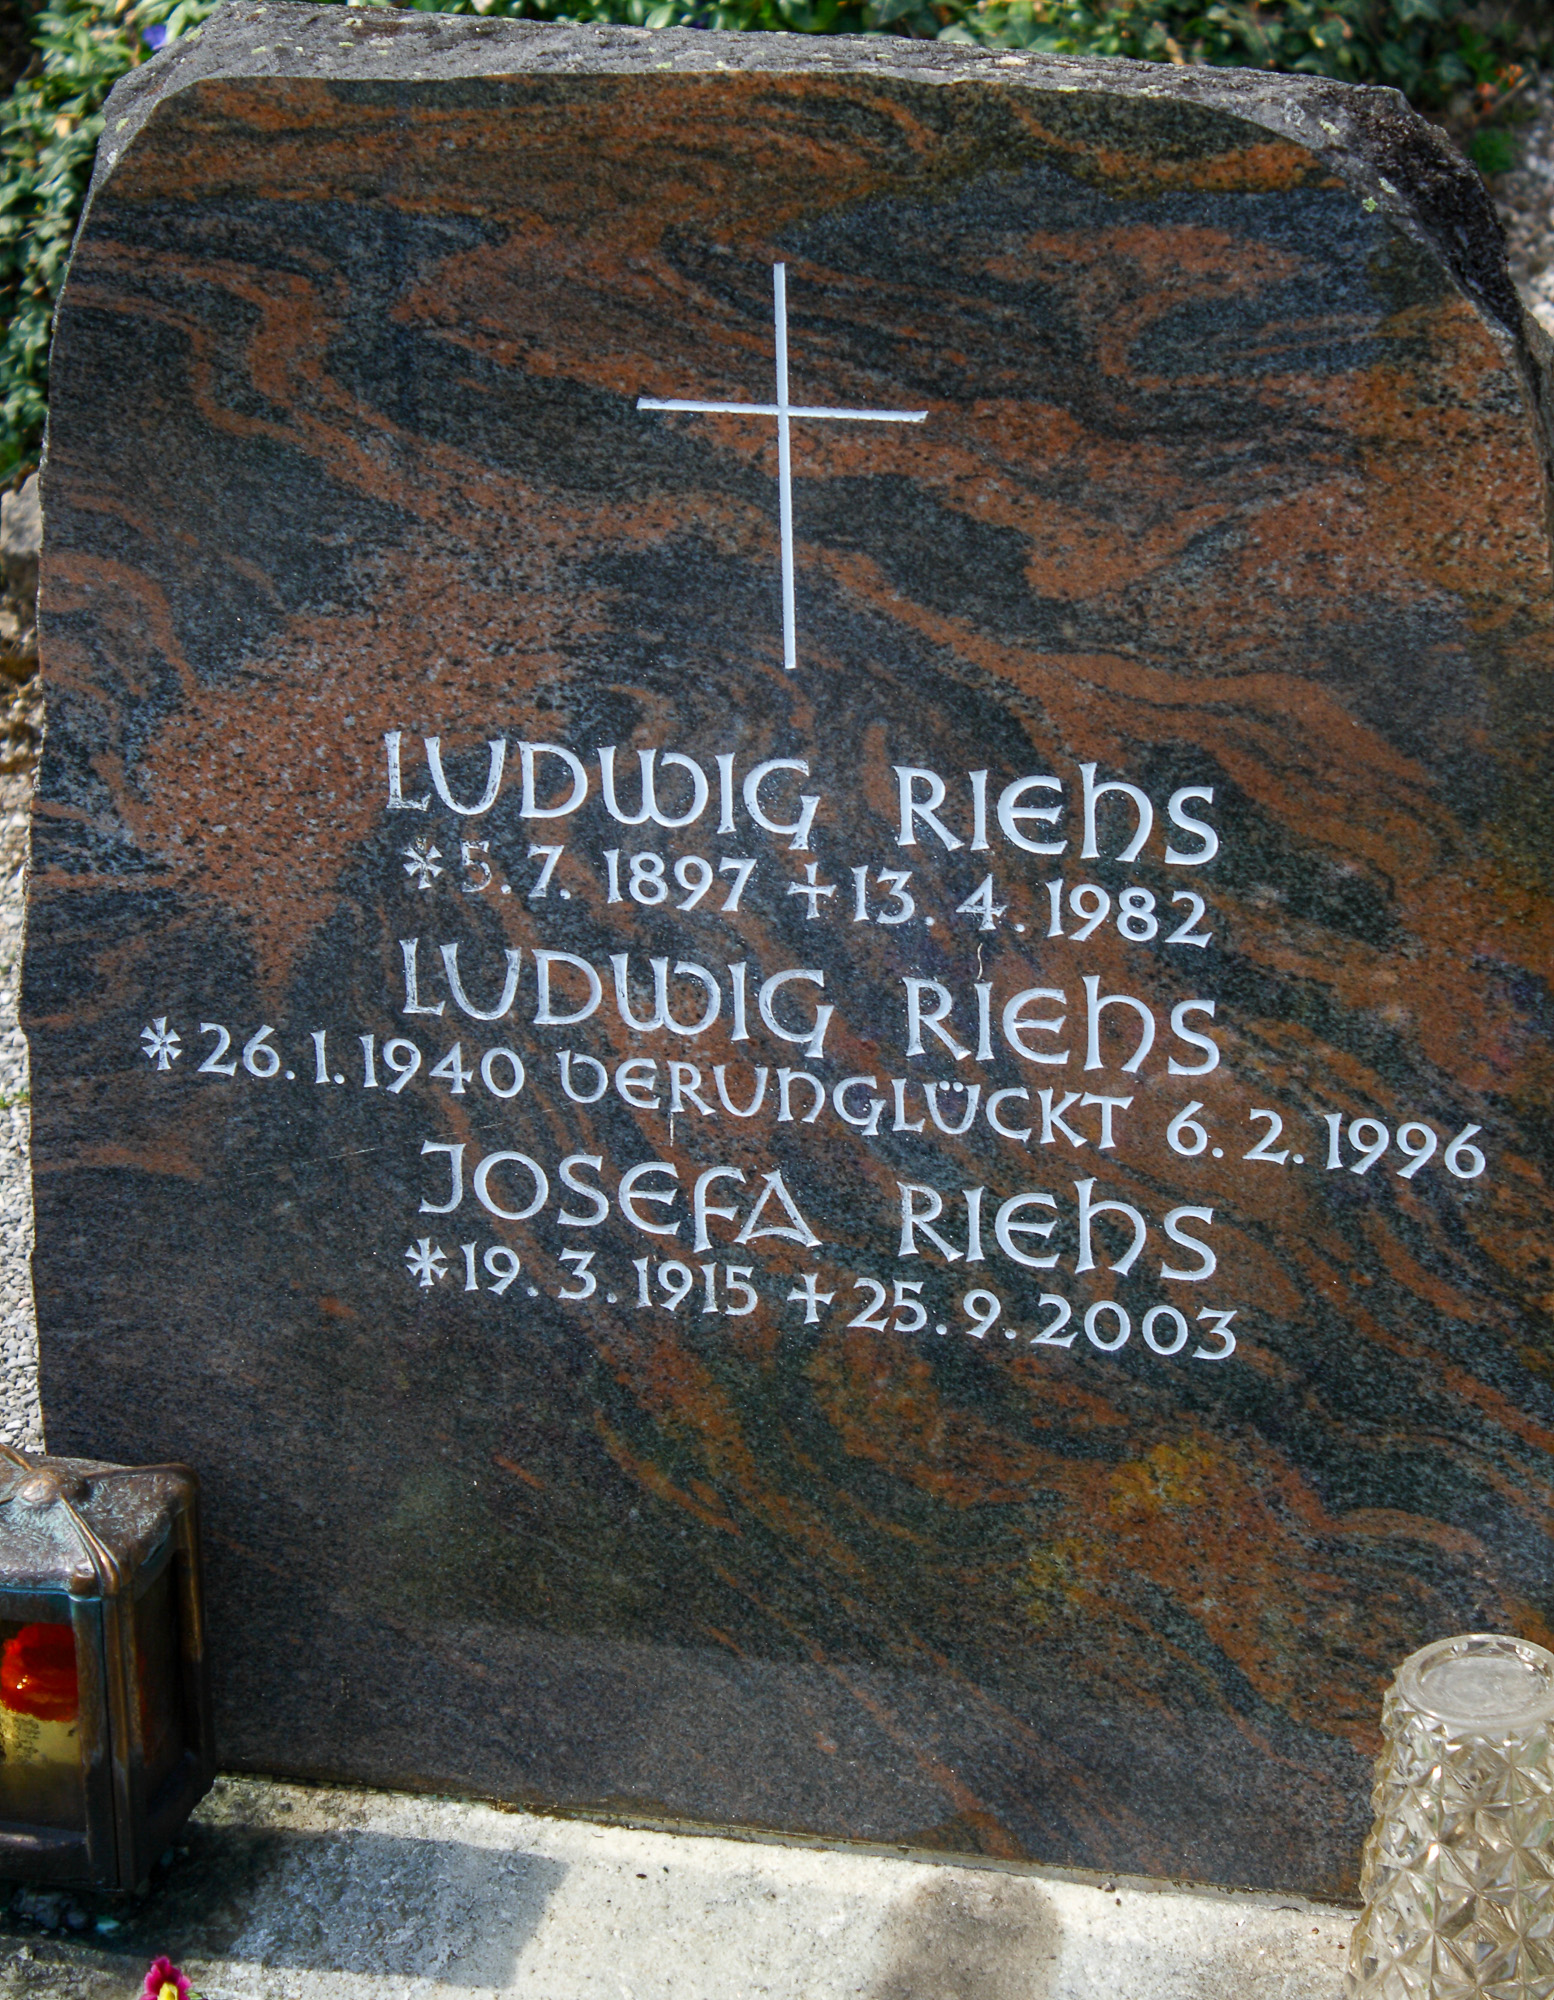 LUDWIG RIEHS
* 5. 7. 1897 + 13. 4. 1982
LUDWIG RIEHS
* 26. 1. 1940 VERUNGLÜCKT 6. 2. 1996
JOSEFA RIEHS
* 19. 3. 1915 + 25. 9. 2003